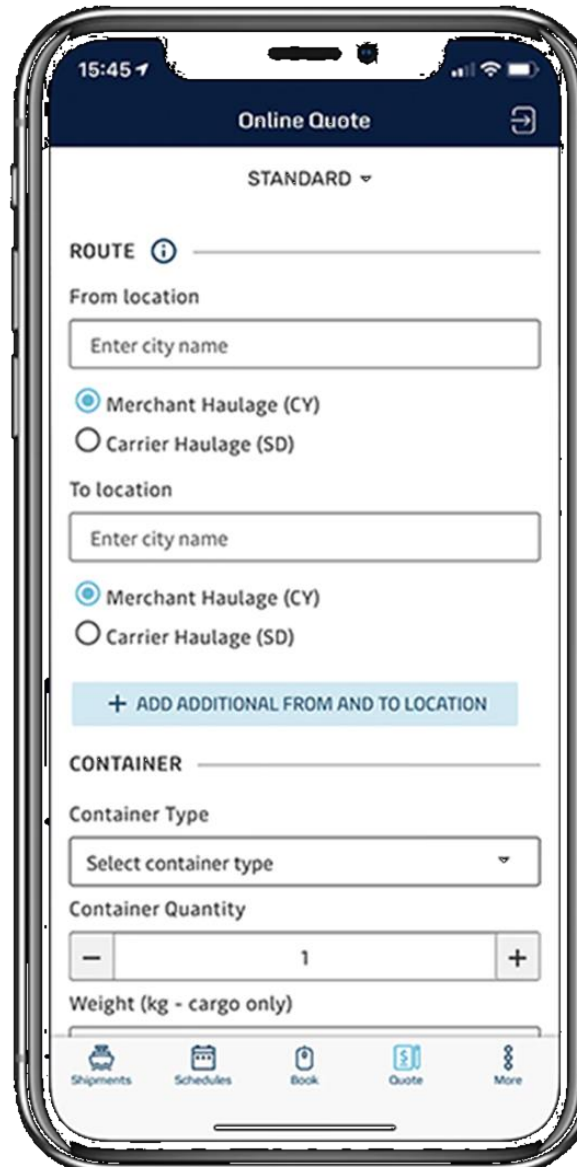 15:45
Online Quote
STANDARD
ROUTE
From location
Enter city name
Merchant Haulage (CY)
Carrier Haulage (SD)
To location
Enter city name
Merchant Haulage (CY)
Carrier Haulage (SD)
+ ADD ADDITIONAL FROM AND TO LOCATION
CONTAINER
Container Type
Select container type
Container Quantity
− 1 +
Weight (kg - cargo only)
Shipments Schedules Book Quote More